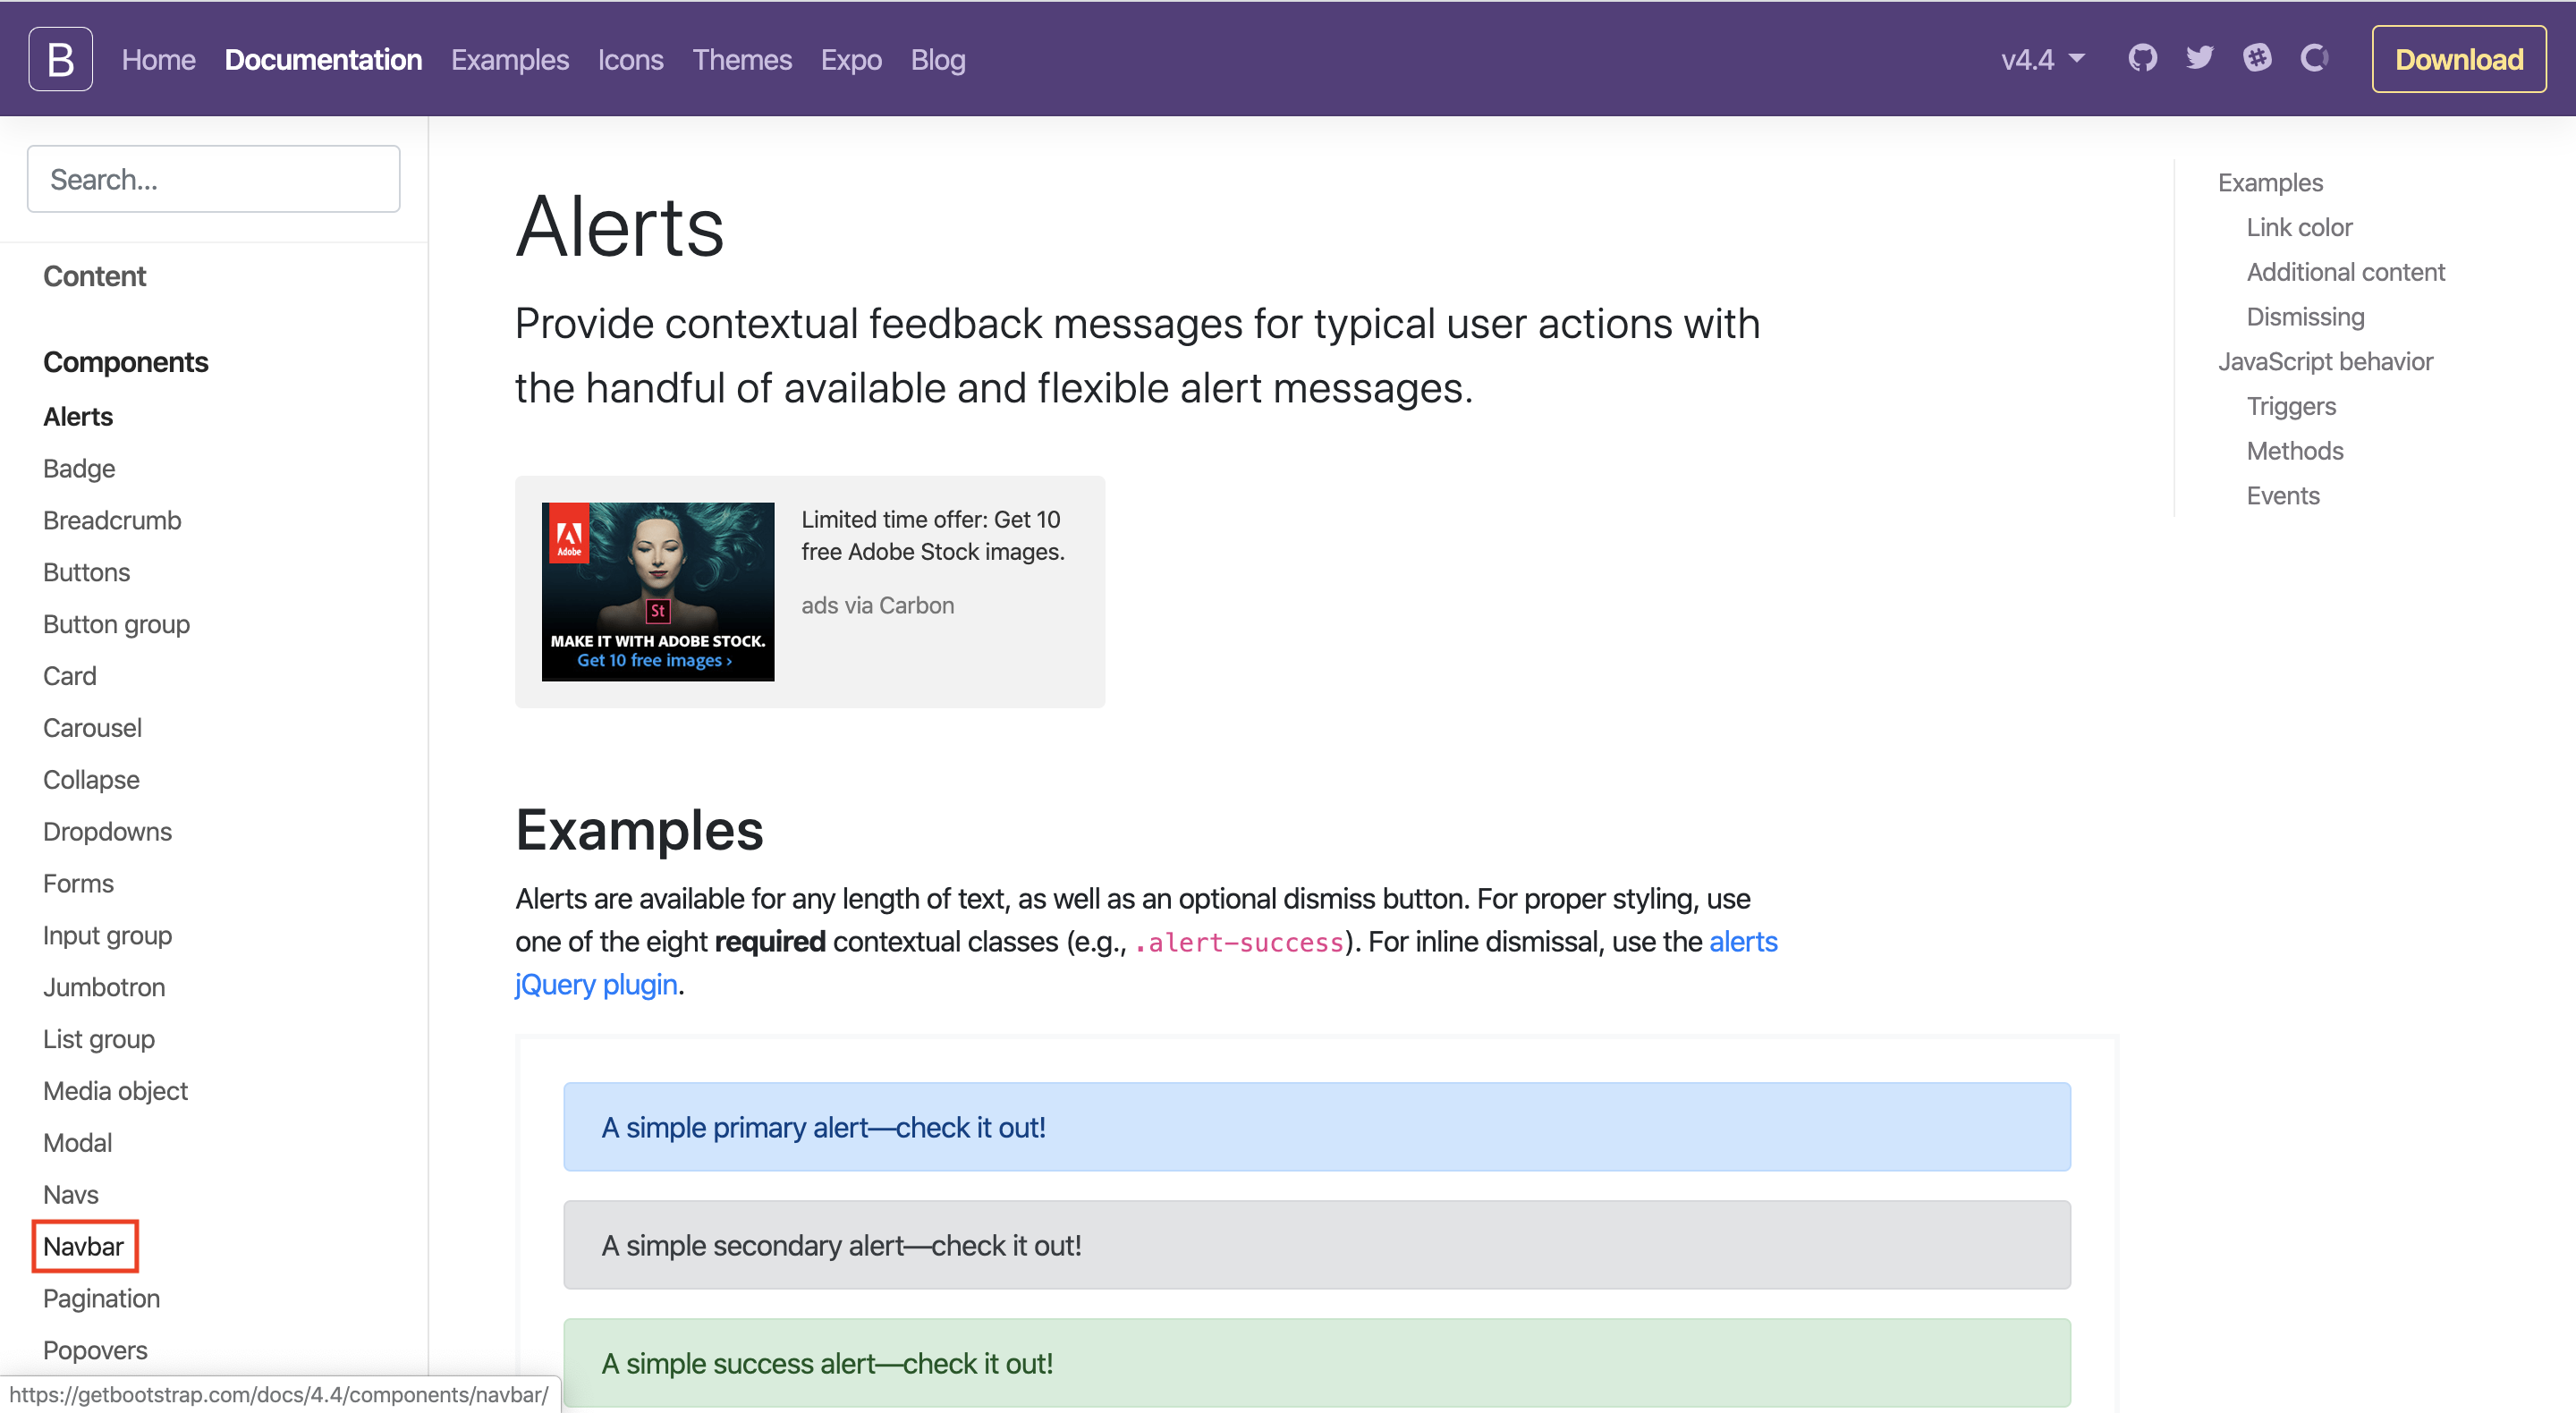 B
Home Documentation Examples Icons Themes Expo Blog
v4.4
Download
Search...
Content
Components
Alerts
Badge
Breadcrumb
Buttons
Button group
Card
Carousel
Collapse
Dropdowns
Forms
Input group
Jumbotron
List group
Media object
Modal
Navs
Navbar
Pagination
Popovers
https://getbootstrap.com/docs/4.4/components/navbar/
Alerts
Provide contextual feedback messages for typical user actions with
the handful of available and flexible alert messages.
Adobe
St
MAKE IT WITH ADOBE STOCK.
Get 10 free images ›
Limited time offer: Get 10
free Adobe Stock images.
ads via Carbon
Examples
Alerts are available for any length of text, as well as an optional dismiss button. For proper styling, use
one of the eight required contextual classes (e.g., .alert-success). For inline dismissal, use the alerts
jQuery plugin.
A simple primary alert—check it out!
A simple secondary alert—check it out!
A simple success alert—check it out!
Examples
Link color
Additional content
Dismissing
JavaScript behavior
Triggers
Methods
Events